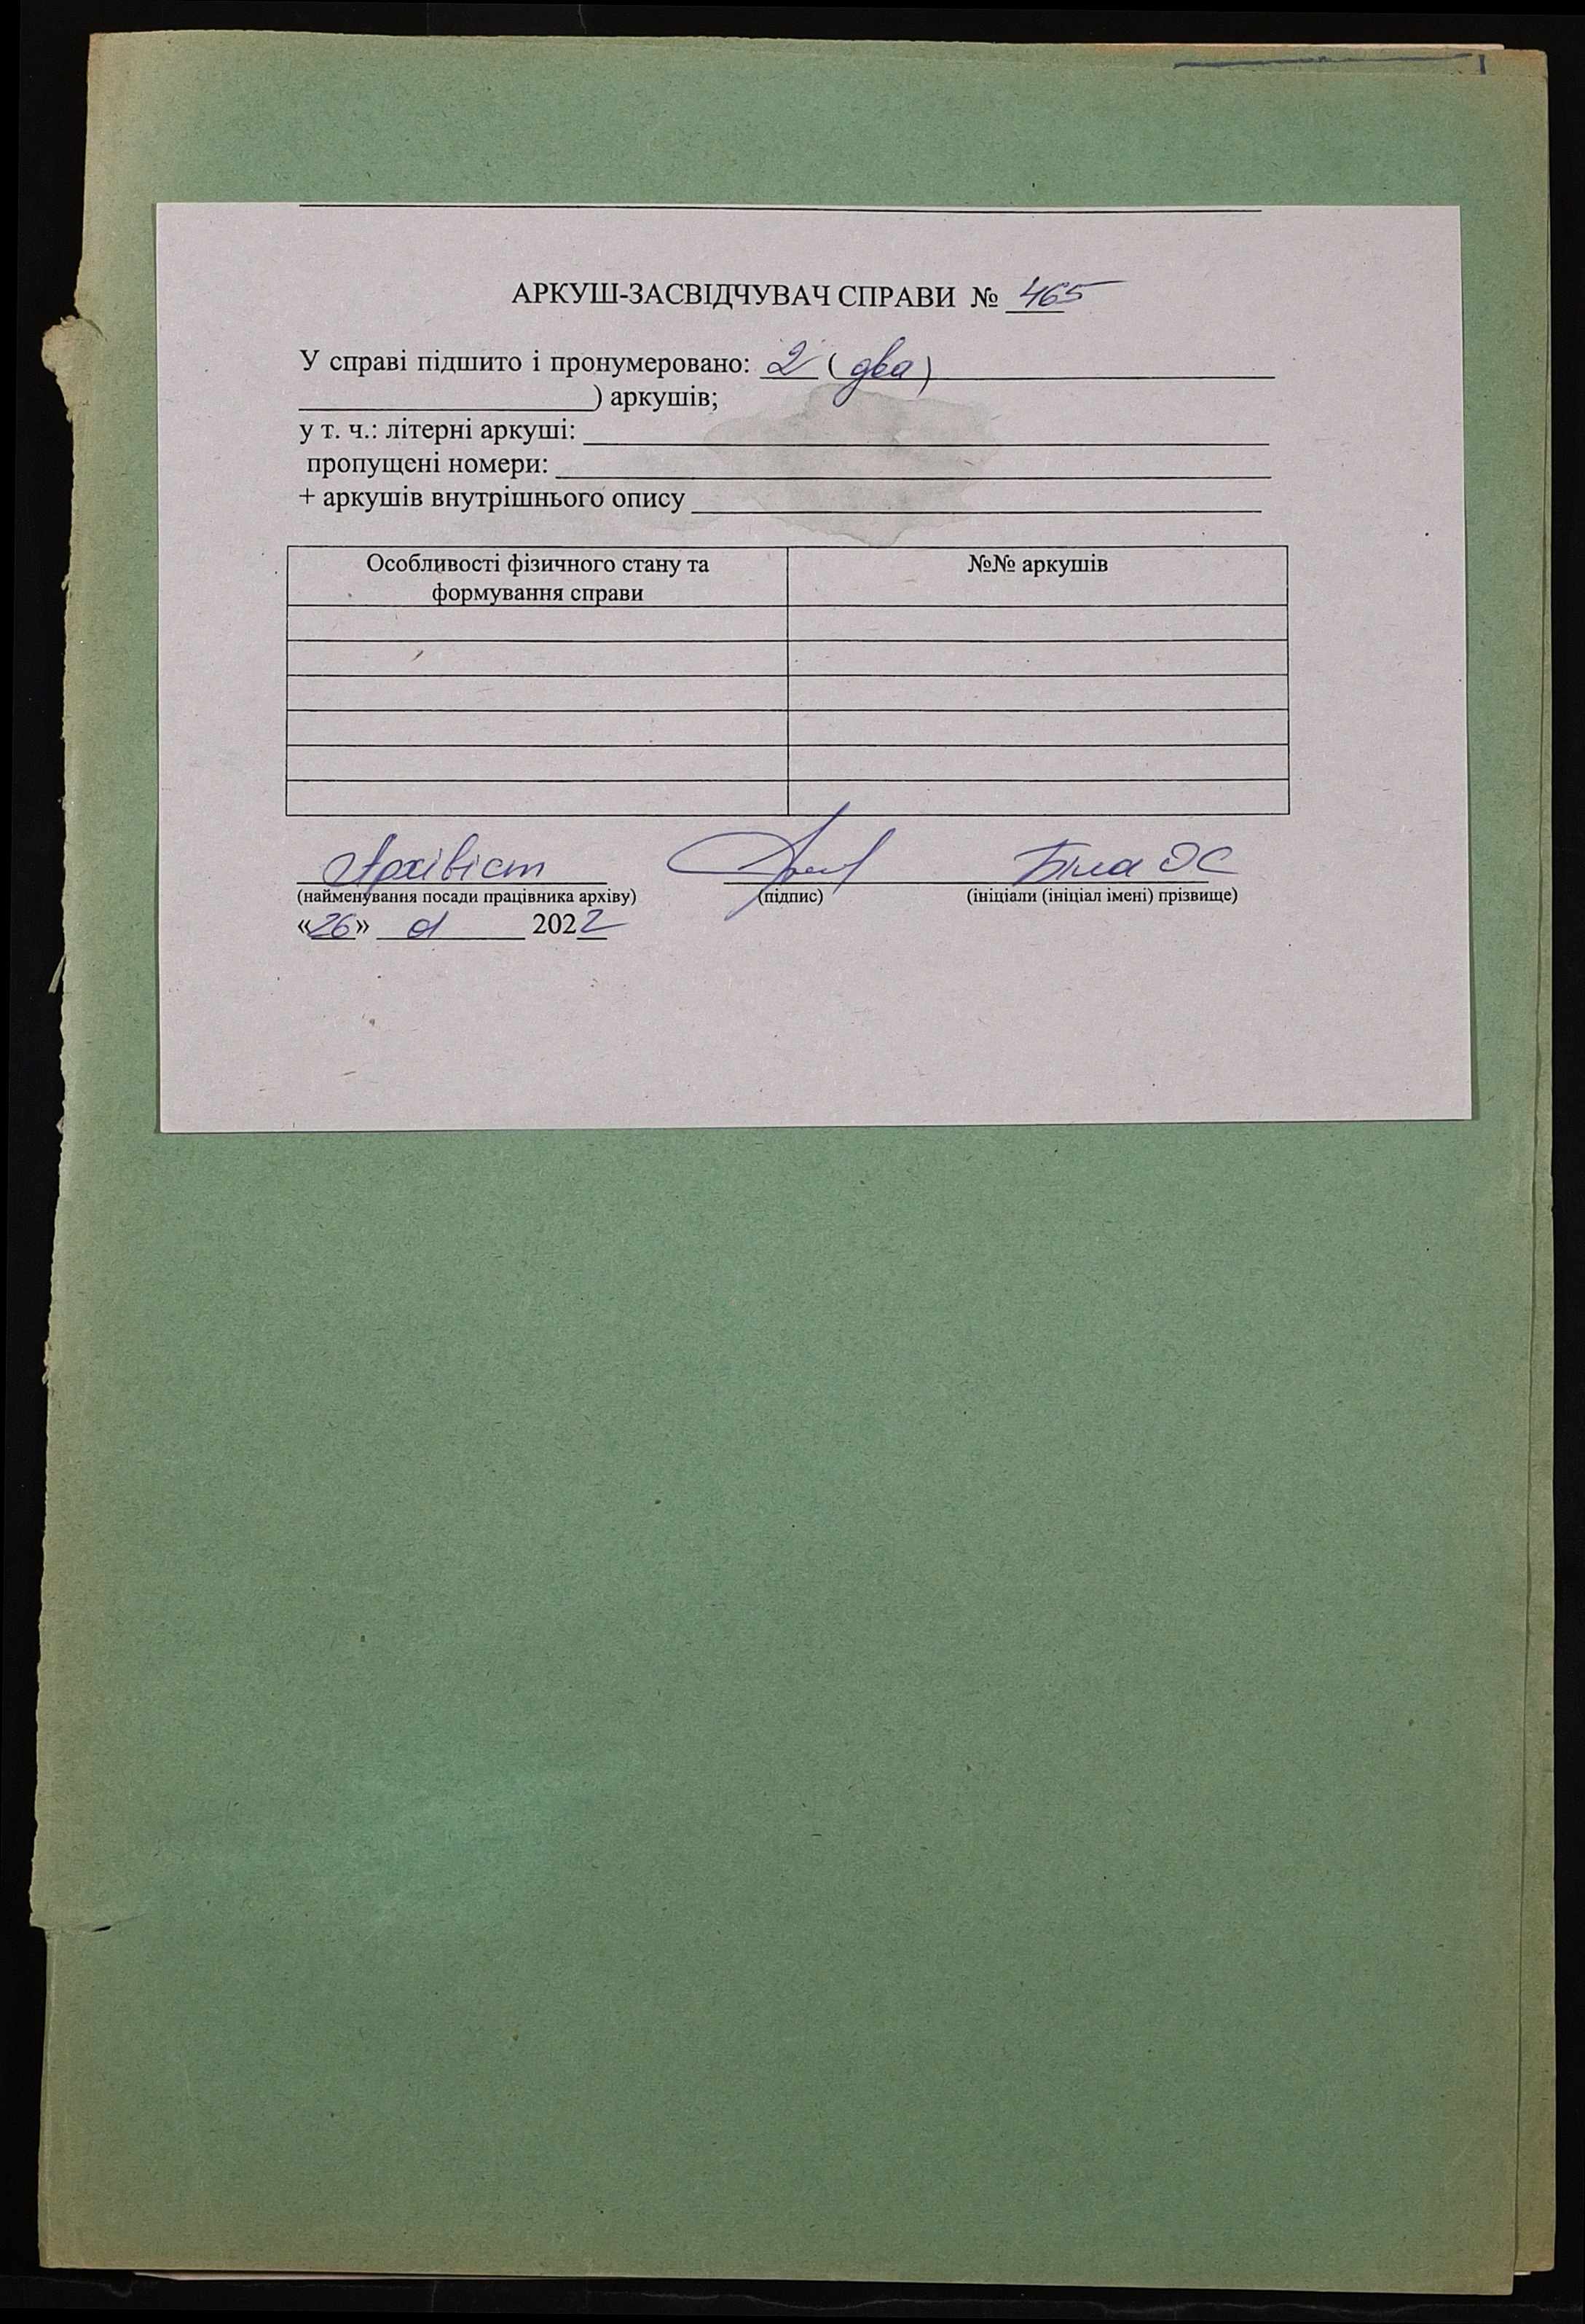 АРКУШ-ЗАСВІДЧУВАЧ СПРАВИ № 465
У справі підшито і пронумеровано: 2 ( два )
) аркушів;
у т. ч.: літерні аркуші:
пропущені номери:
+ аркушів внутрішнього опису
Особливості фізичного стану та №№ аркушів
формування справи
Архівіст Біла ОС
(найменування посади працівника архіву) (підпис) (ініціали (ініціал імені) прізвище)
«26» 01 2022